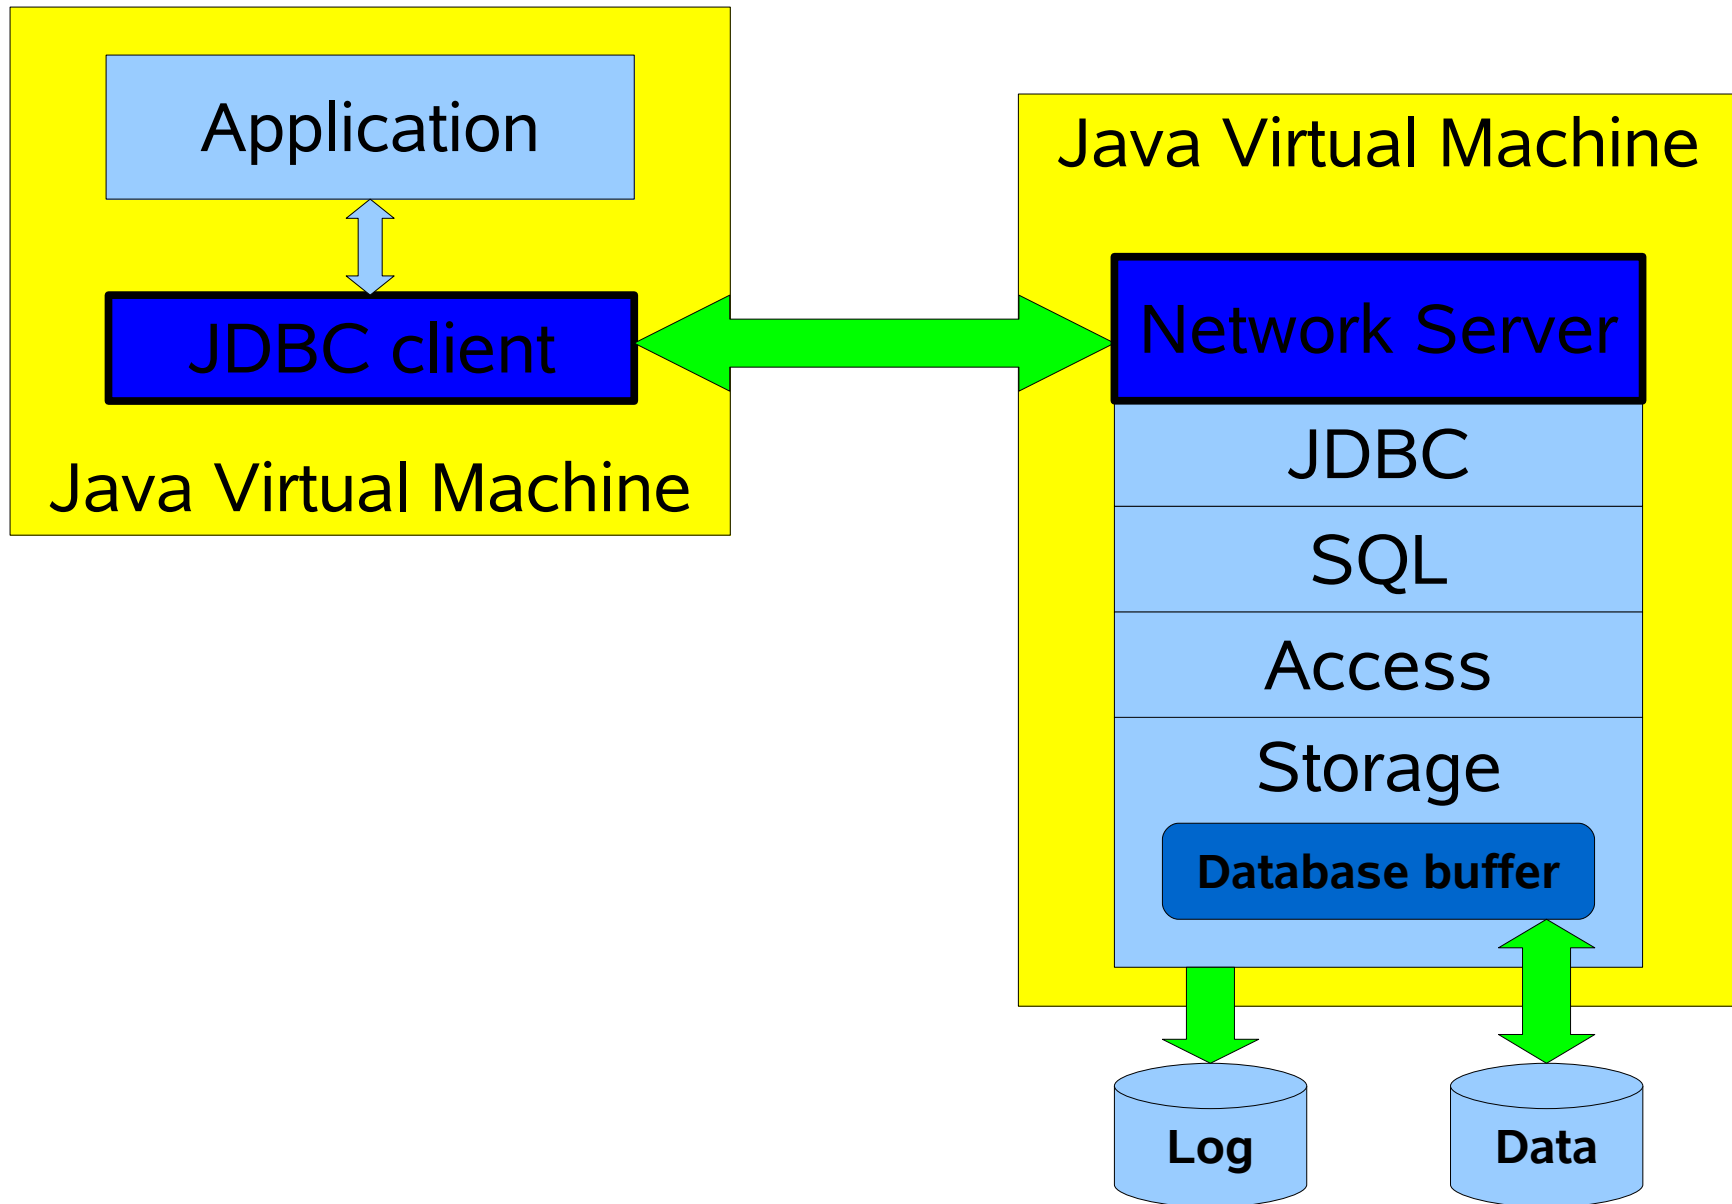 Application
JDBC client
Java Virtual Machine
Java Virtual Machine
Network Server
JDBC
SQL
Access
Storage
Database buffer
Log
Data